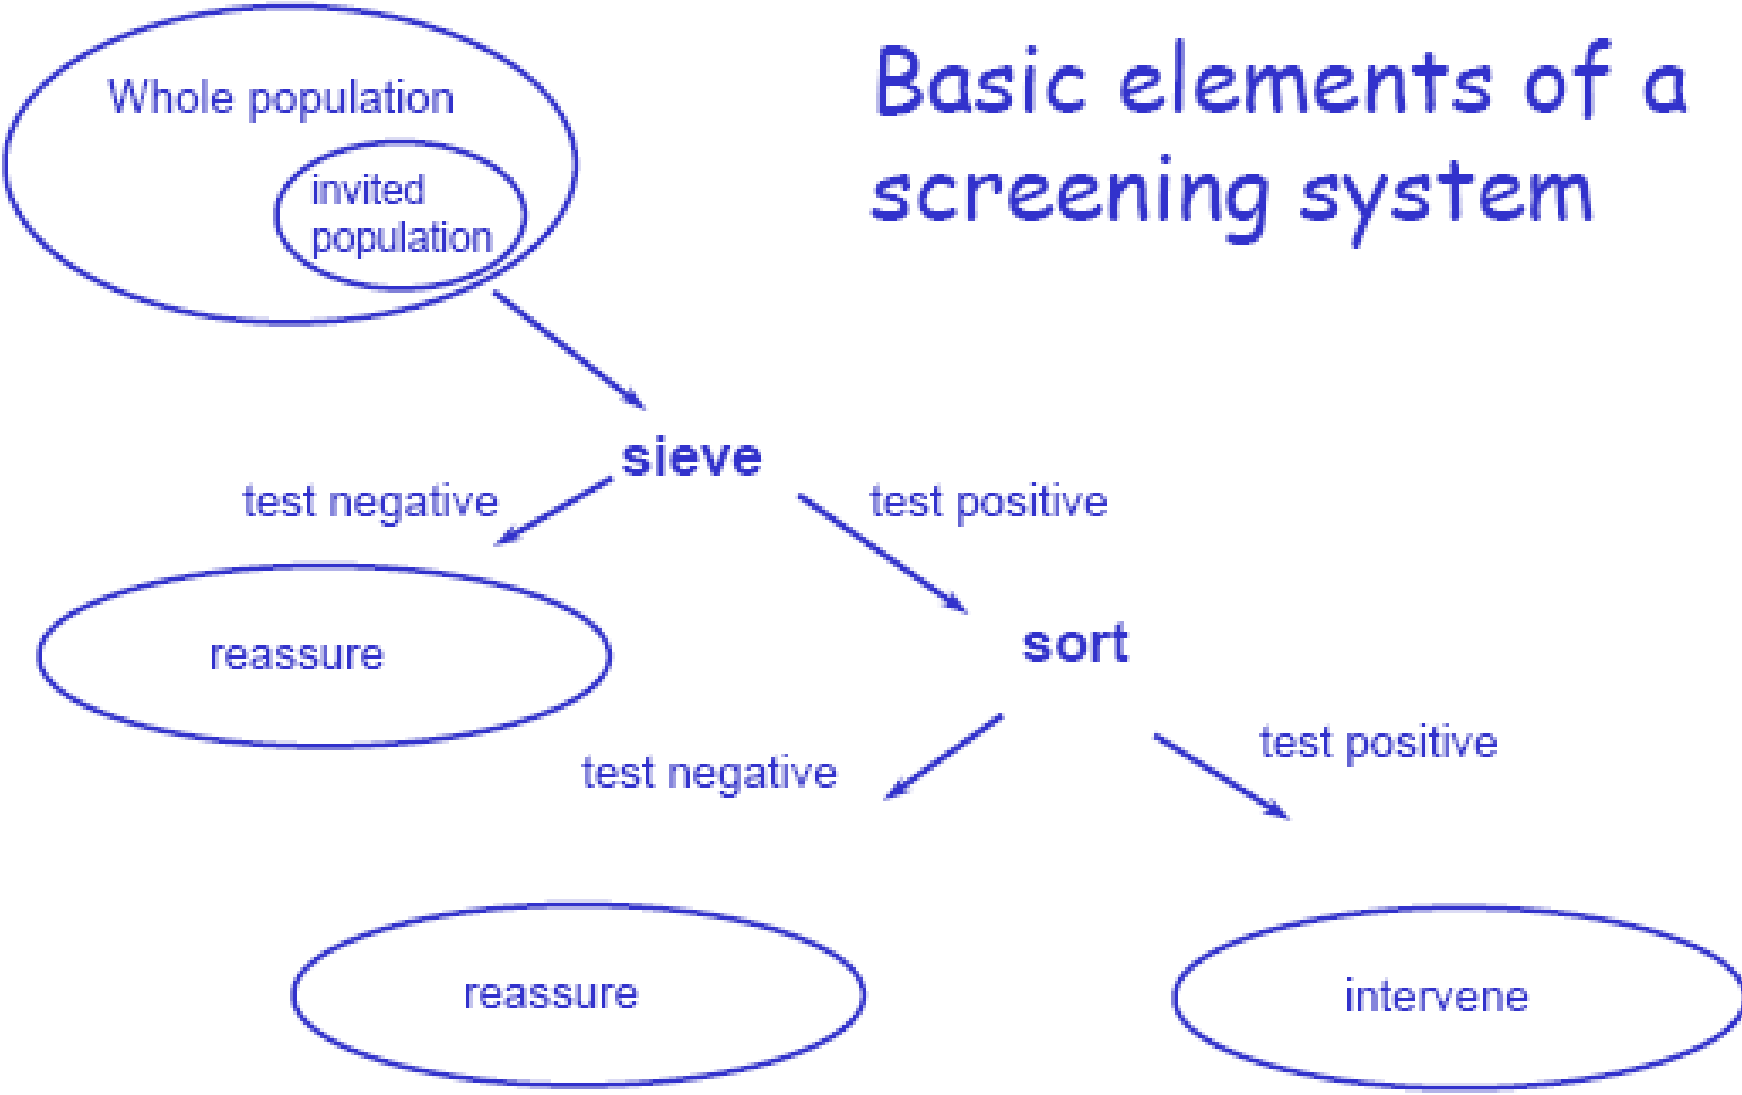 Basic elements of a
screening system
Whole population
invited
population
sieve
test negative
test positive
reassure
sort
test negative
test positive
reassure
intervene